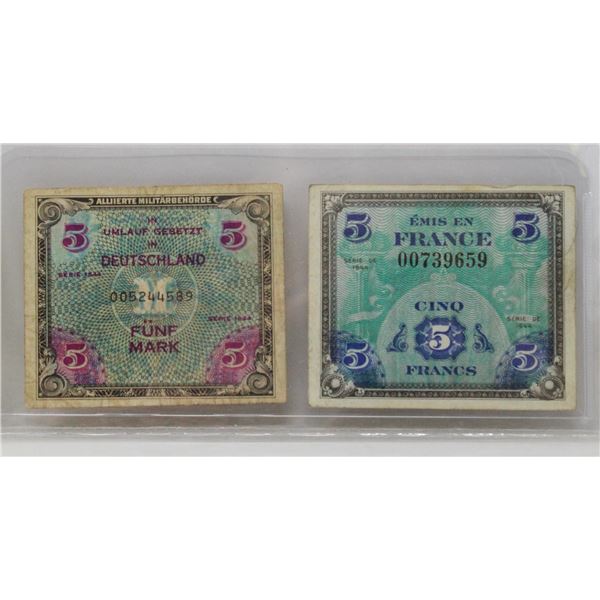 ALLIIERTE MILITÄRBEHÖRDE
5 IN 5
UMLAUF GESETZT
IN
DEUTSCHLAND
SERIE 1944
005244589
M
SERIE 1944
FÜNF
5 MARK 5
5 ÉMIS EN 5
FRANCE
SÉRIE DE 1944 00739659
CINQ
5
SÉRIE DE 1944
5 FRANCS 5